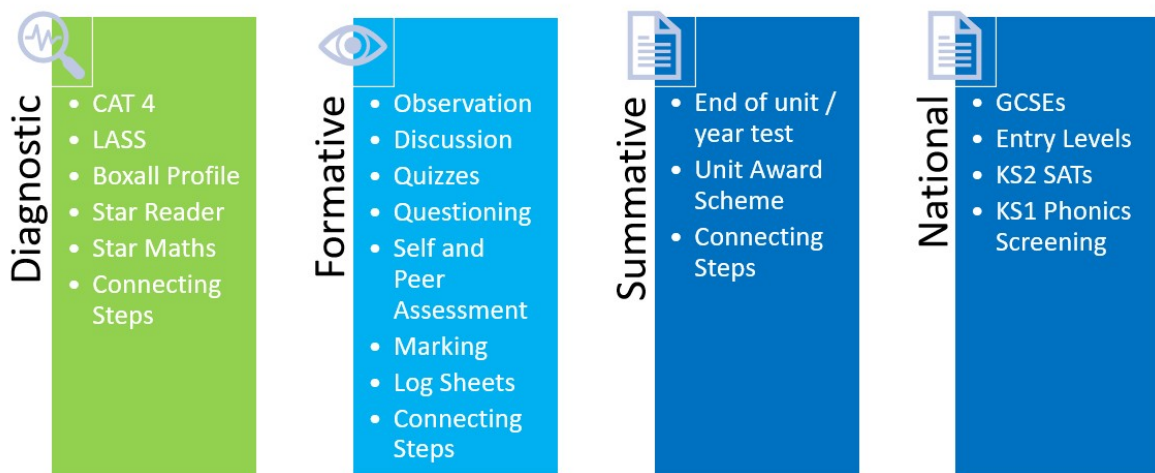 Diagnostic
• CAT 4
• LASS
• Boxall Profile
• Star Reader
• Star Maths
• Connecting
Steps
Formative
• Observation
• Discussion
• Quizzes
• Questioning
• Self and
Peer
Assessment
• Marking
• Log Sheets
• Connecting
Steps
Summative
• End of unit /
year test
• Unit Award
Scheme
• Connecting
Steps
National
• GCSEs
• Entry Levels
• KS2 SATs
• KS1 Phonics
Screening